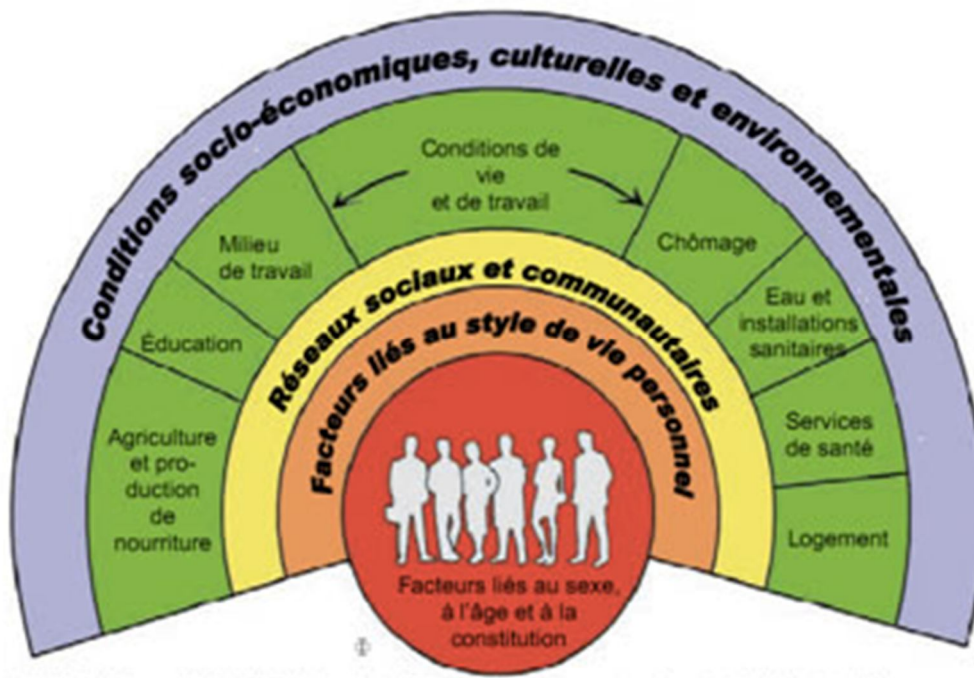 Conditions socio-économiques, culturelles et environnementales
Conditions de
vie
et de travail
Milieu
de travail
Chômage
Éducation
Eau et
installations
sanitaires
Agriculture
et pro-
duction
de
nourriture
Services
de santé
Logement
Réseaux sociaux et communautaires
Facteurs liés au style de vie personnel
Facteurs liés au sexe,
à l'âge et à la
constitution